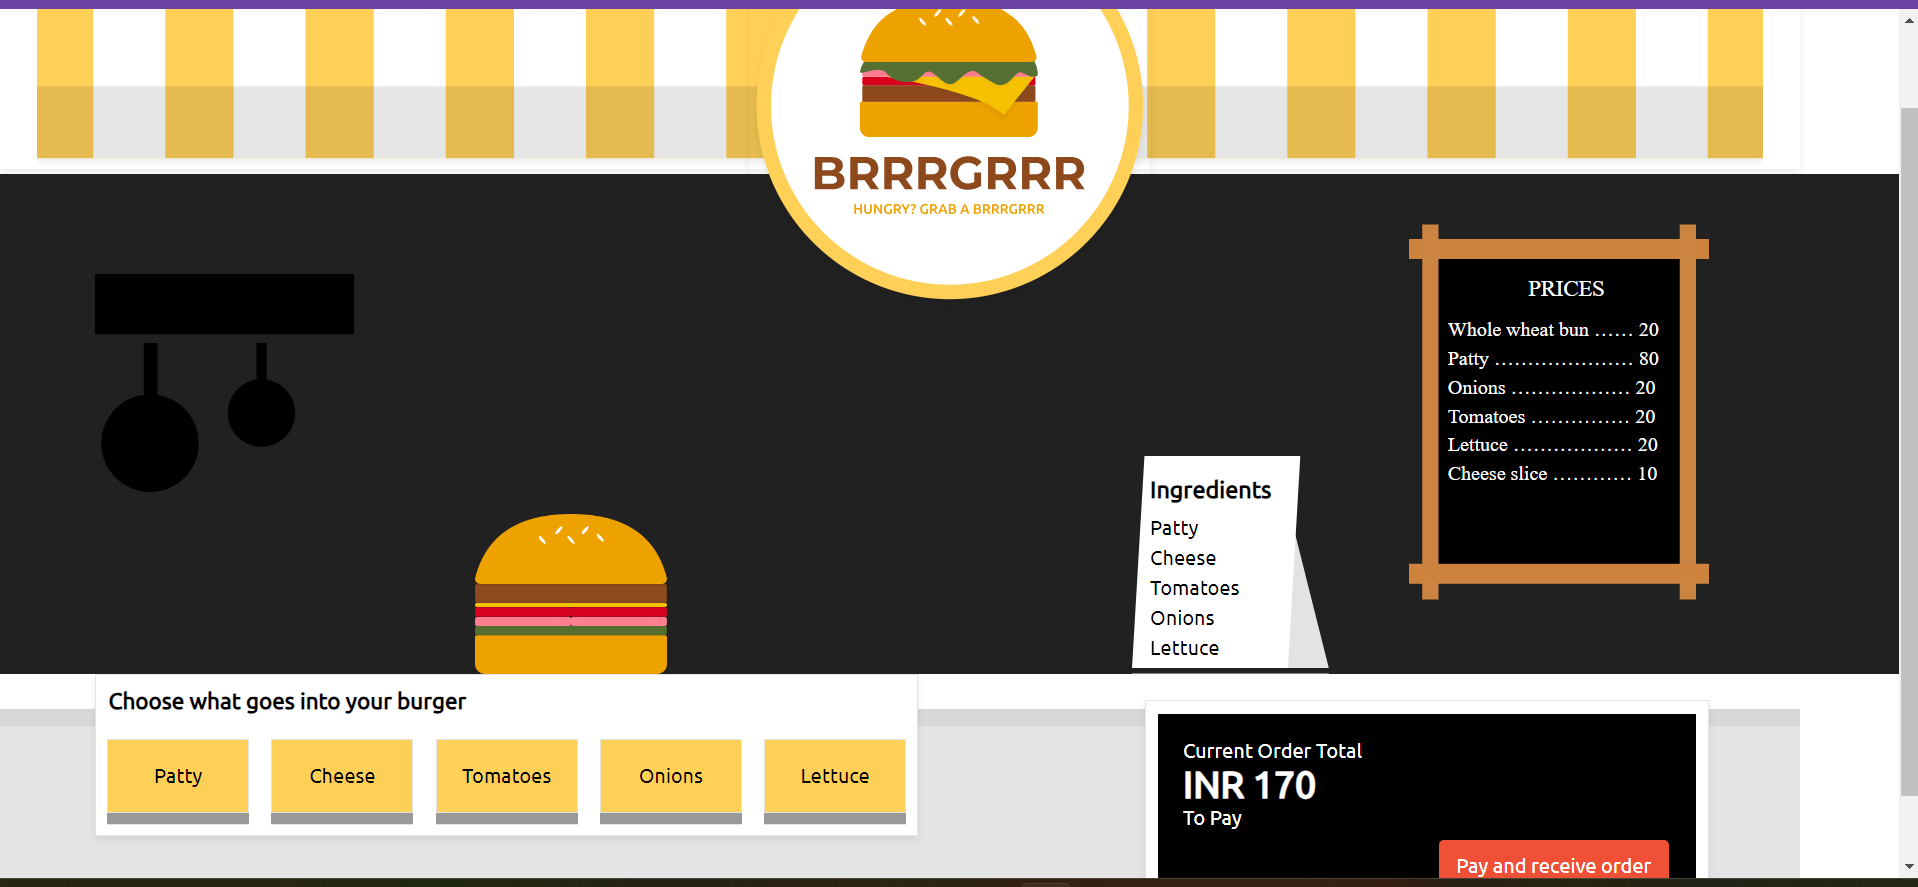 BRRRGRRR
HUNGRY? GRAB A BRRRGRRR
PRICES
Whole wheat bun ...... 20
Patty ..................... 80
Onions .................. 20
Tomatoes ............... 20
Lettuce .................. 20
Cheese slice ............ 10
Ingredients
Patty
Cheese
Tomatoes
Onions
Lettuce
Choose what goes into your burger
Patty
Cheese
Tomatoes
Onions
Lettuce
Current Order Total
INR 170
To Pay
Pay and receive order